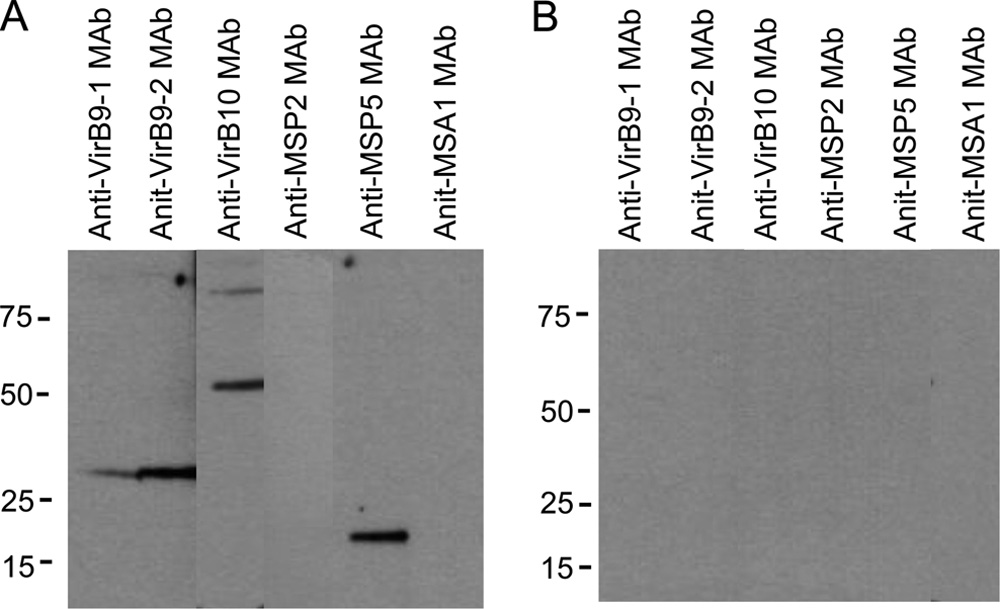 A
Anti-VirB9-1 MAb
Anit-VirB9-2 MAb
Anti-VirB10 MAb
Anti-MSP2 MAb
Anti-MSP5 MAb
Anit-MSA1 MAb
75
50
25
15
B
Anti-VirB9-1 MAb
Anit-VirB9-2 MAb
Anti-VirB10 MAb
Anti-MSP2 MAb
Anit-MSP5 MAb
Anit-MSA1 MAb
75
50
25
15